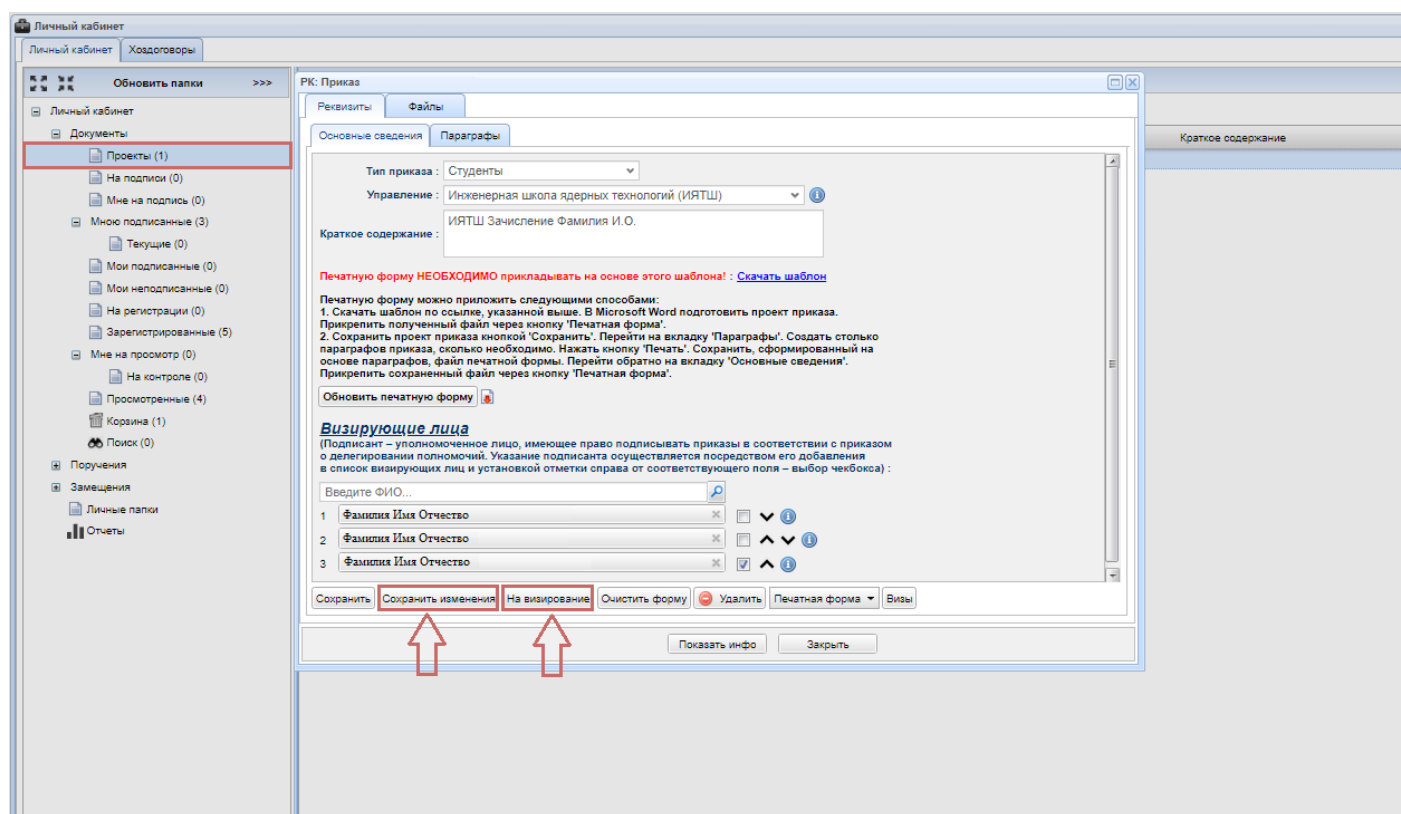 Личный кабинет
Личный кабинет Хоздоговоры
Обновить папки >>>
Личный кабинет
Документы
Проекты (1)
На подписи (0)
Мне на подпись (0)
Мною подписанные (3)
Текущие (0)
Мои подписанные (0)
Мои неподписанные (0)
На регистрации (0)
Зарегистрированные (5)
Мне на просмотр (0)
На контроле (0)
Просмотренные (4)
Корзина (1)
Поиск (0)
Поручения
Замещения
Личные папки
Отчеты
РК: Приказ
Реквизиты Файлы
Основные сведения Параграфы
Тип приказа : Студенты
Управление : Инженерная школа ядерных технологий (ИЯТШ)
Краткое содержание : ИЯТШ Зачисление Фамилия И.О.
Печатную форму НЕОБХОДИМО прикладывать на основе этого шаблона! : Скачать шаблон
Печатную форму можно приложить следующими способами:
1. Скачать шаблон по ссылке, указанной выше. В Microsoft Word подготовить проект приказа.
Прикрепить полученный файл через кнопку 'Печатная форма'.
2. Сохранить проект приказа кнопкой 'Сохранить'. Перейти на вкладку 'Параграфы'. Создать столько
параграфов приказа, сколько необходимо. Нажать кнопку 'Печать'. Сохранить, сформированный на
основе параграфов, файл печатной формы. Перейти обратно на вкладку 'Основные сведения'.
Прикрепить сохраненный файл через кнопку 'Печатная форма'.
Обновить печатную форму
Визирующие лица
(Подписант – уполномоченное лицо, имеющее право подписывать приказы в соответствии с приказом
о делегировании полномочий. Указание подписанта осуществляется посредством его добавления
в список визирующих лиц и установкой отметки справа от соответствующего поля – выбор чекбокса) :
Введите ФИО...
1 Фамилия Имя Отчество
2 Фамилия Имя Отчество
3 Фамилия Имя Отчество
Сохранить Сохранить изменения На визирование Очистить форму Удалить Печатная форма Визы
Показать инфо Закрыть
Краткое содержание